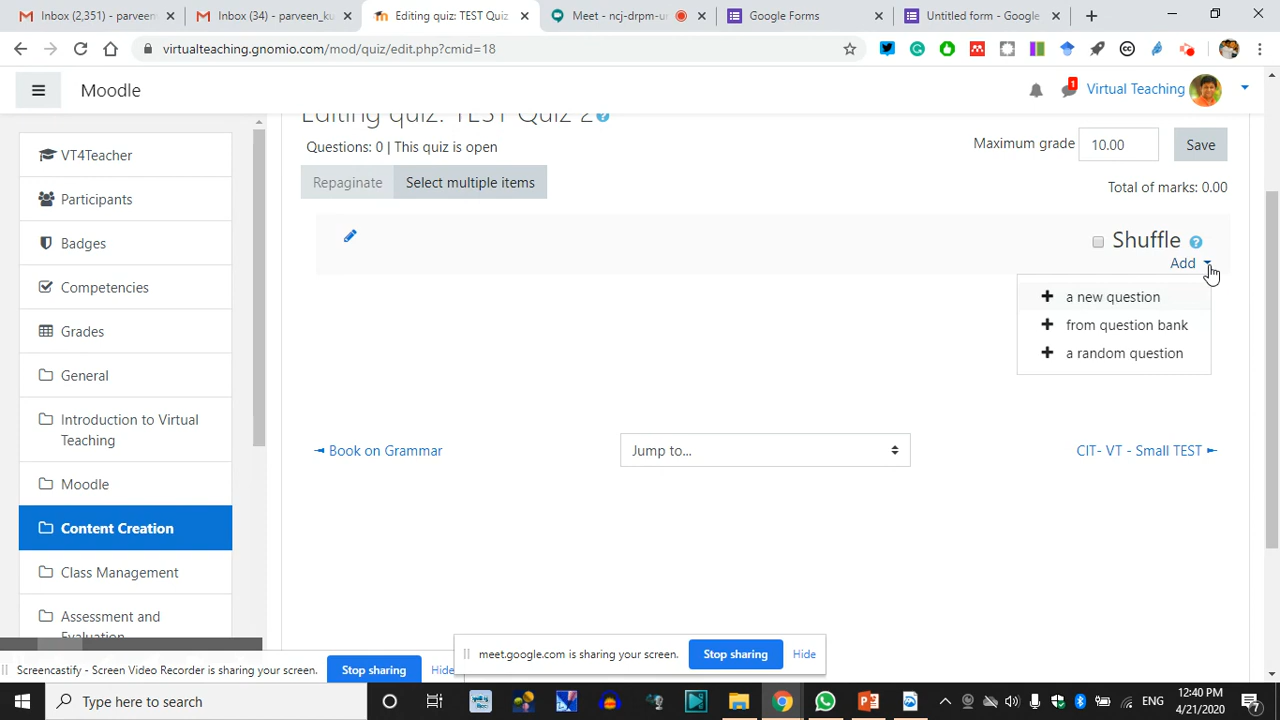 Inbox (2,351) - parveen_
Inbox (34) - parveen_ku
Editing quiz: TEST Quiz
Meet - ncj-drpm-u
Google Forms
Untitled form - Google
virtualteaching.gnomio.com/mod/quiz/edit.php?cmid=18
Moodle
1
Virtual Teaching
VT4Teacher
Participants
Badges
Competencies
Grades
General
Introduction to Virtual
Teaching
Moodle
Content Creation
Class Management
Assessment and
Evaluation
Editing quiz: TEST Quiz 2
Questions: 0 | This quiz is open
Maximum grade 10.00 Save
Repaginate Select multiple items
Total of marks: 0.00
Shuffle
Add
a new question
from question bank
a random question
Book on Grammar
Jump to...
CIT- VT - Small TEST
meet.google.com is sharing your screen. Stop sharing Hide
Screencastify - Screen Video Recorder is sharing your screen. Stop sharing Hide
Type here to search
ENG
12:40 PM
4/21/2020
7